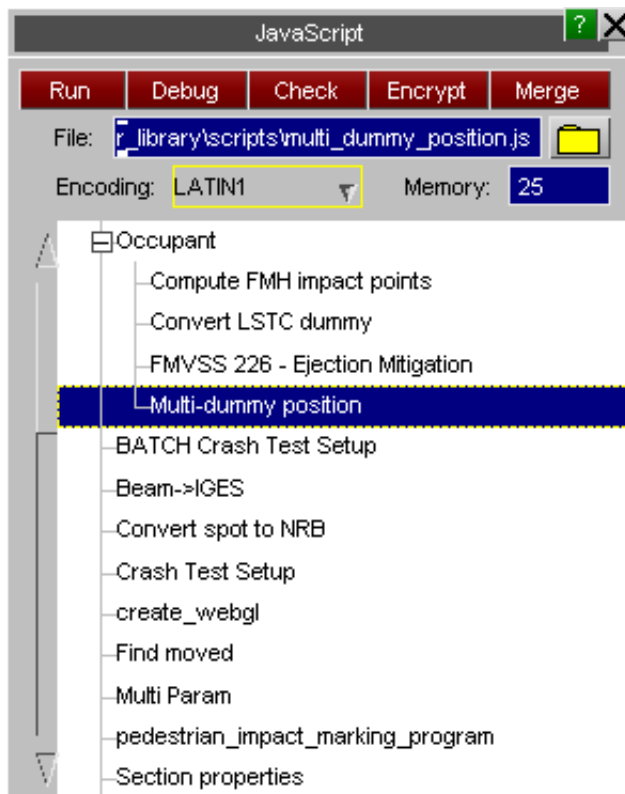 JavaScript ?
Run Debug Check Encrypt Merge
File: r_library\scripts\multi_dummy_position.js
Encoding: LATIN1 Memory: 25
Occupant
Compute FMH impact points
Convert LSTC dummy
FMVSS 226 - Ejection Mitigation
Multi-dummy position
BATCH Crash Test Setup
Beam->IGES
Convert spot to NRB
Crash Test Setup
create_webgl
Find moved
Multi Param
pedestrian_impact_marking_program
Section properties